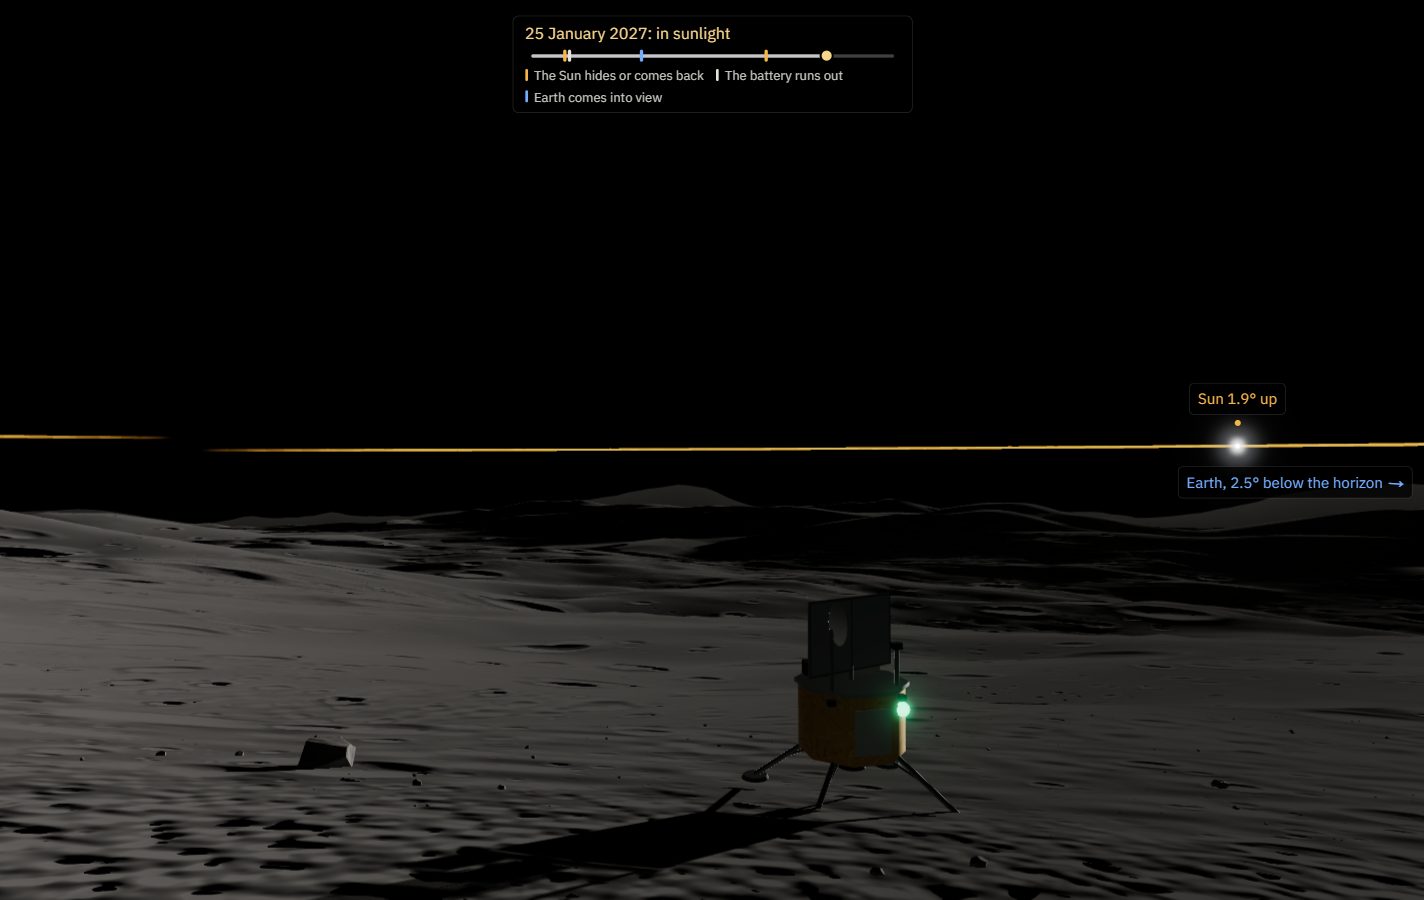 25 January 2027: in sunlight
The Sun hides or comes back The battery runs out
Earth comes into view
Sun 1.9° up
Earth, 2.5° below the horizon →